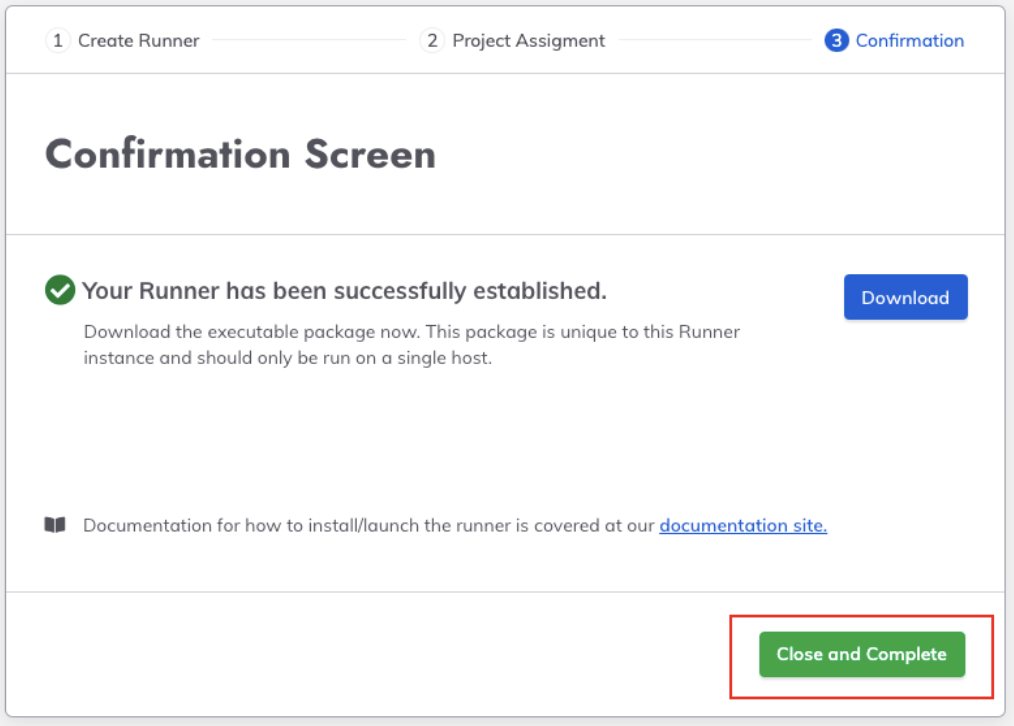 1 Create Runner 2 Project Assigment 3 Confirmation
Confirmation Screen
Your Runner has been successfully established.
Download
Download the executable package now. This package is unique to this Runner
instance and should only be run on a single host.
Documentation for how to install/launch the runner is covered at our documentation site.
Close and Complete